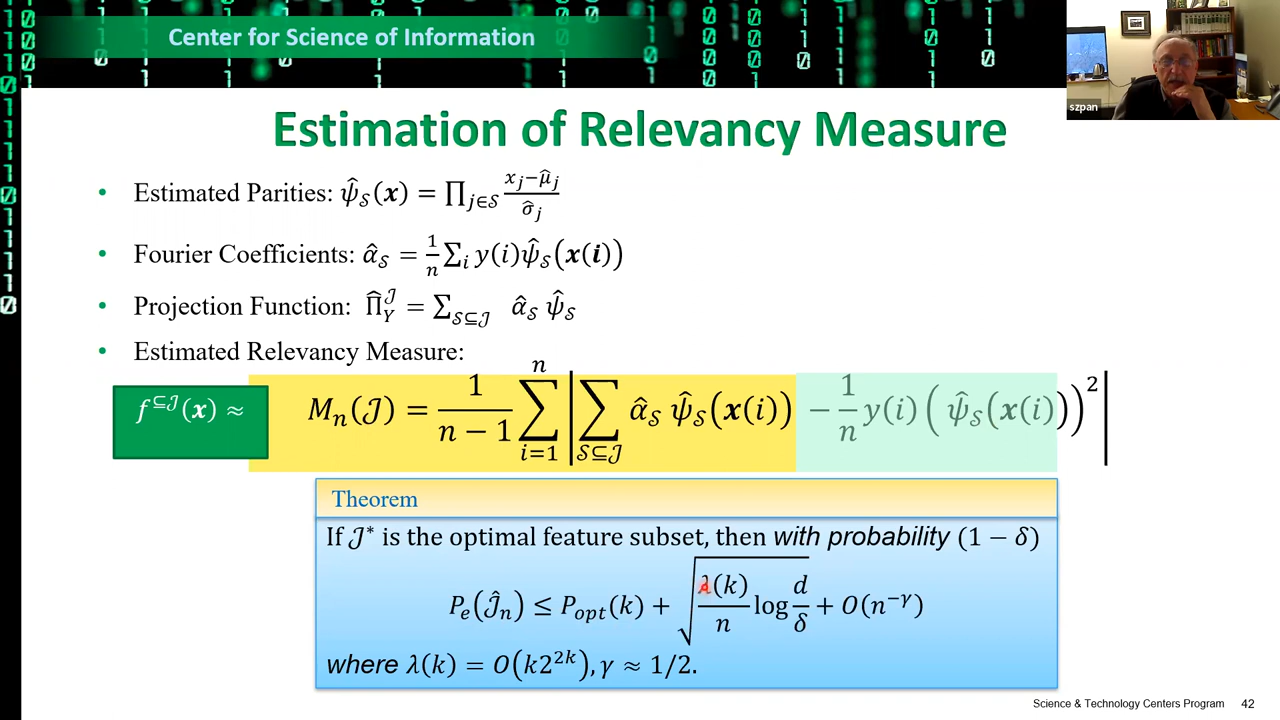 Center for Science of Information
szpan
Estimation of Relevancy Measure
• Estimated Parities: ψ̂_𝒮(𝒙) = ∏_{j∈𝒮} (x_j−μ̂_j)/σ̂_j
• Fourier Coefficients: α̂_𝒮 = 1/n ∑_i y(i)ψ̂_𝒮(𝒙(𝒊))
• Projection Function: Π̂_Y^𝒥 = ∑_{𝒮⊆𝒥} α̂_𝒮 ψ̂_𝒮
• Estimated Relevancy Measure:
f^{⊆𝒥}(𝒙) ≈ M_n(𝒥) = 1/(n − 1) ∑_{i=1}^{n} | ∑_{𝒮⊆𝒥} α̂_𝒮 ψ̂_𝒮(𝒙(i)) − 1/n y(i) ( ψ̂_𝒮(𝒙(i)) )^2 |
Theorem
If 𝒥* is the optimal feature subset, then with probability (1 − δ)
P_e(𝒥̂_n) ≤ P_opt(k) + √(λ(k)/n log d/δ) + O(n^{−γ})
where λ(k) = O(k2^{2k}), γ ≈ 1/2.
Science & Technology Centers Program 42